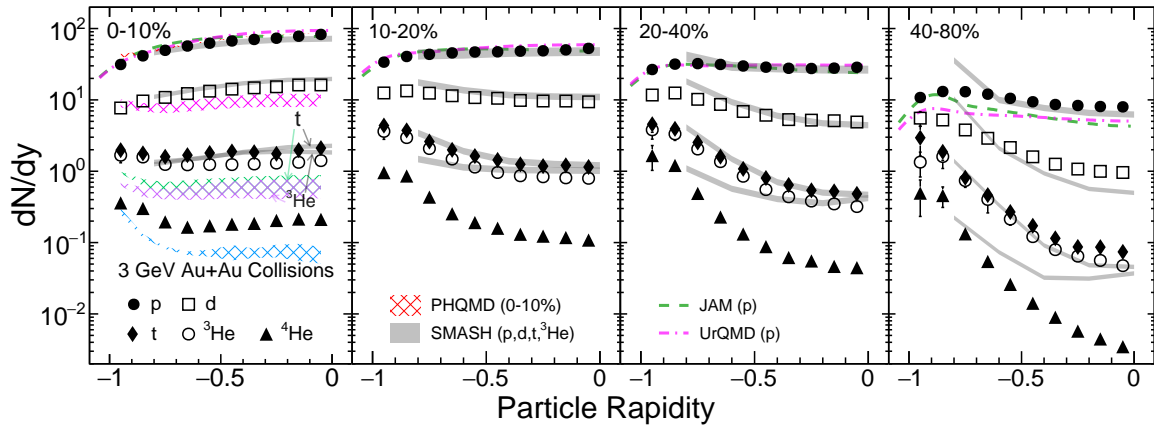 0-10%
10-20%
20-40%
40-80%
10²
10
1
10⁻¹
10⁻²
dN/dy
t
³He
3 GeV Au+Au Collisions
p
d
t
³He
⁴He
PHQMD (0-10%)
SMASH (p,d,t,³He)
JAM (p)
UrQMD (p)
−1 −0.5 0 −1 −0.5 0 −1 −0.5 0 −1 −0.5 0
Particle Rapidity